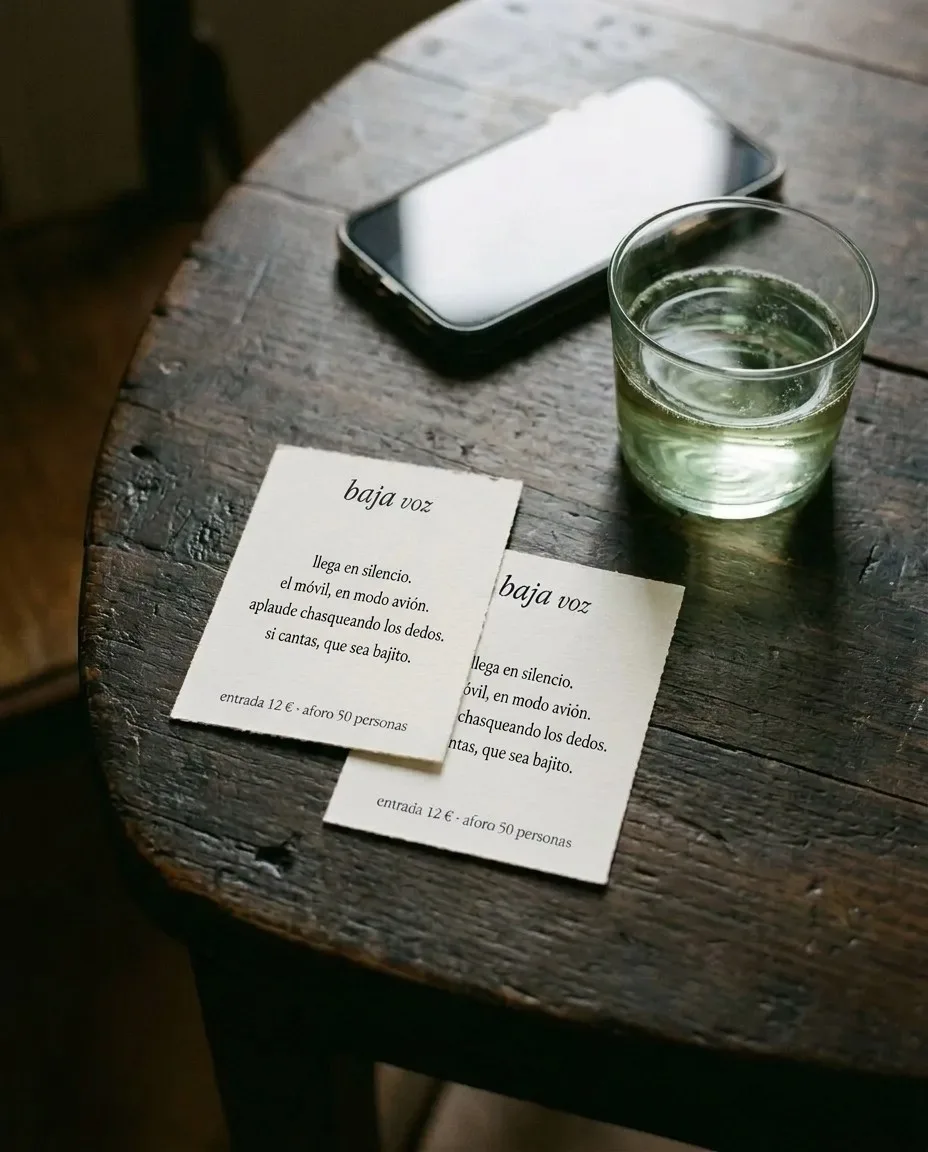 baja voz
llega en silencio.
el móvil, en modo avión.
aplaude chasqueando los dedos.
si cantas, que sea bajito.
entrada 12 € · aforo 50 personas
baja voz
llega en silencio.
óvil, en modo avión.
chasqueando los dedos.
ntas, que sea bajito.
entrada 12 € · aforo 50 personas